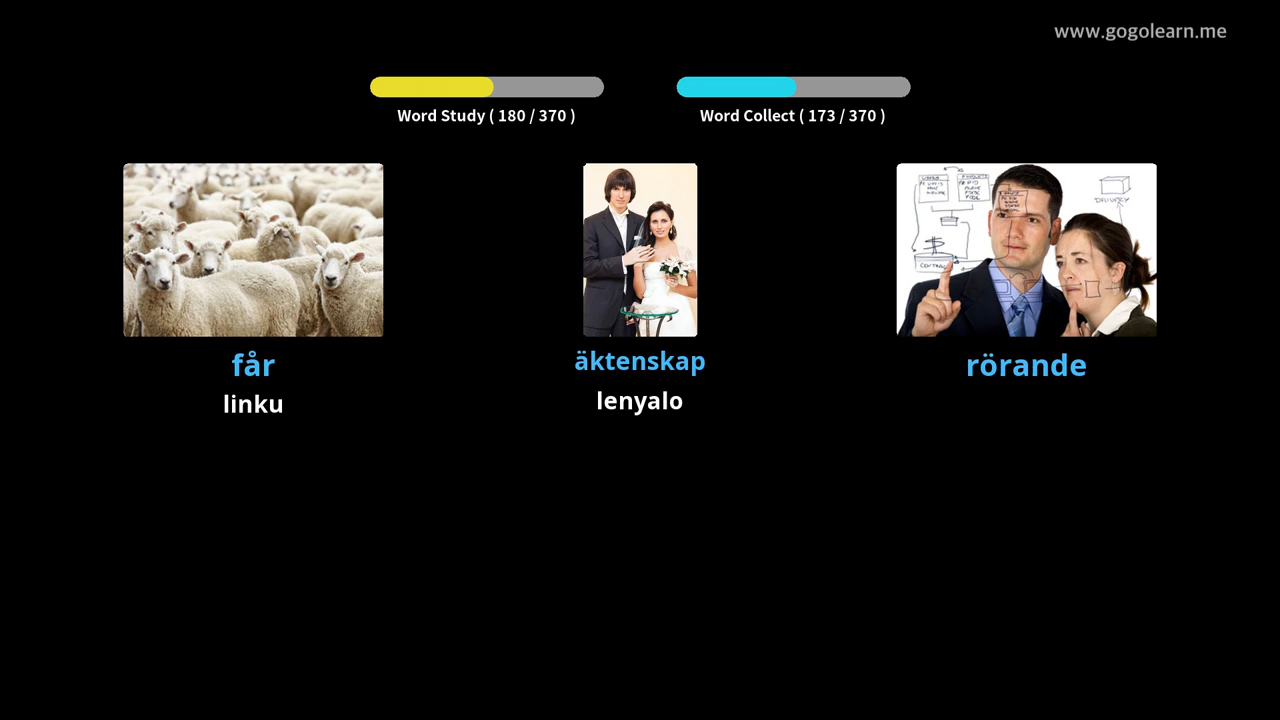 www.gogolearn.me
Word Study ( 180 / 370 )
Word Collect ( 173 / 370 )
får
linku
äktenskap
lenyalo
rörande